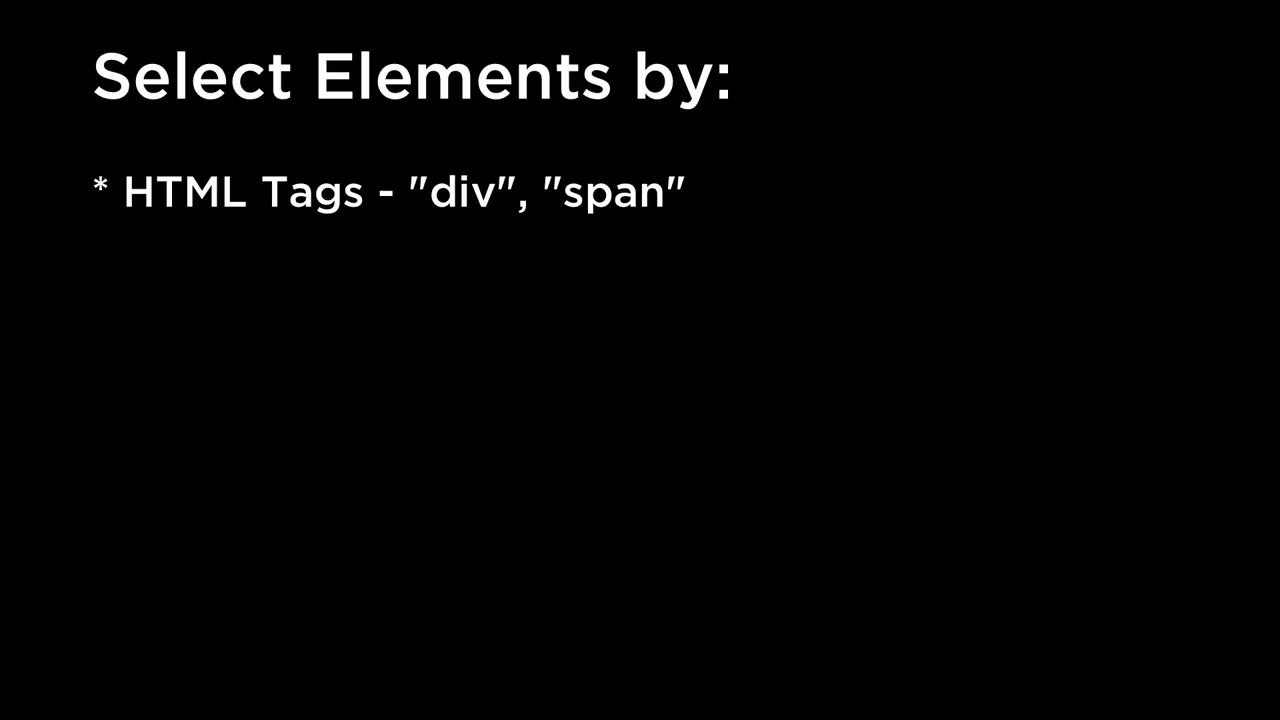 Select Elements by:
* HTML Tags - "div", "span"